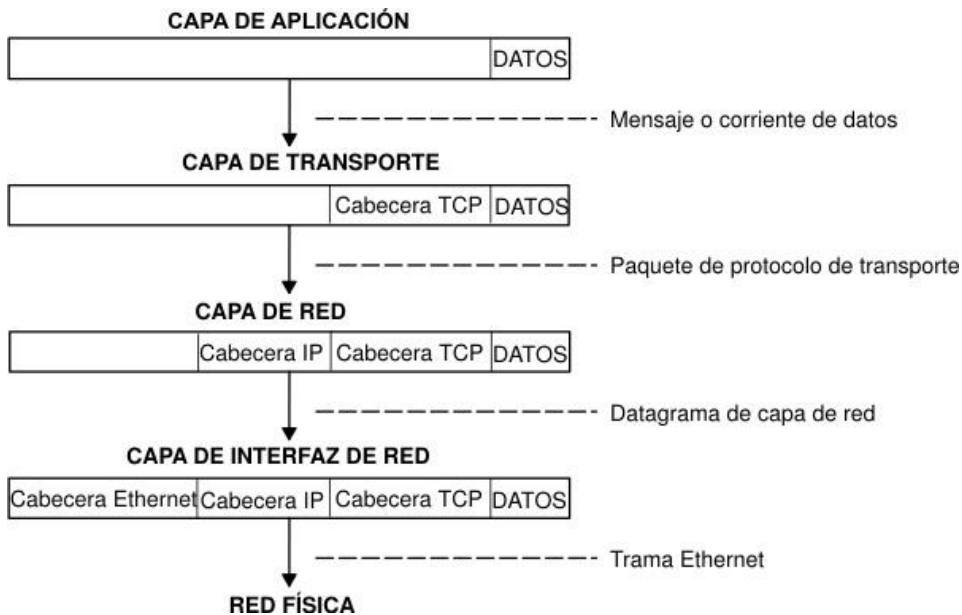 CAPA DE APLICACIÓN
DATOS
Mensaje o corriente de datos
CAPA DE TRANSPORTE
Cabecera TCP DATOS
Paquete de protocolo de transporte
CAPA DE RED
Cabecera IP Cabecera TCP DATOS
Datagrama de capa de red
CAPA DE INTERFAZ DE RED
Cabecera Ethernet Cabecera IP Cabecera TCP DATOS
Trama Ethernet
RED FÍSICA